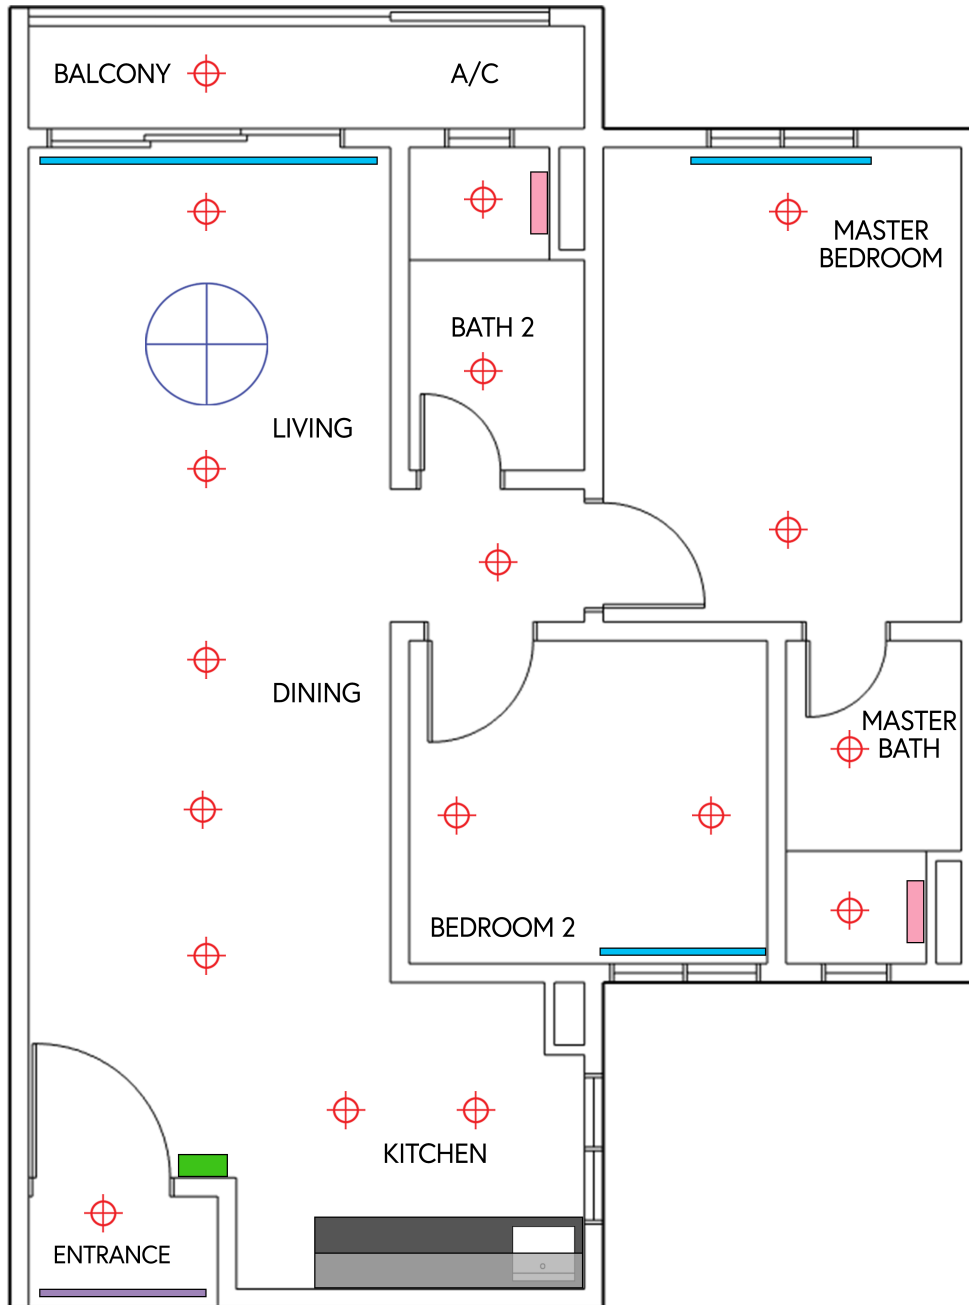 BALCONY
A/C
MASTER
BEDROOM
BATH 2
LIVING
DINING
MASTER
BATH
BEDROOM 2
KITCHEN
ENTRANCE